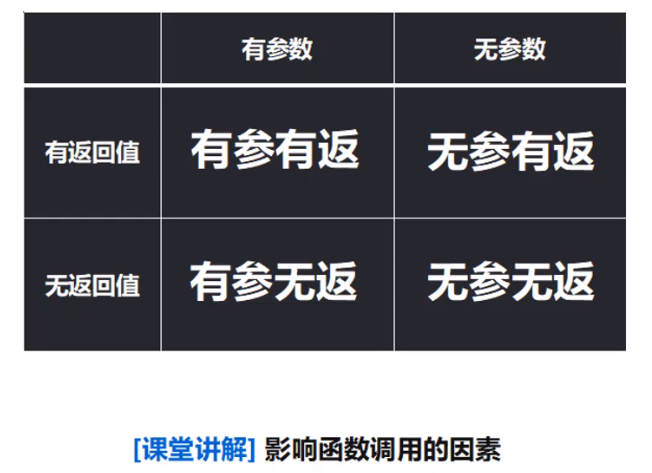 有参数 无参数
有返回值 有参有返 无参有返
无返回值 有参无返 无参无返
[课堂讲解] 影响函数调用的因素